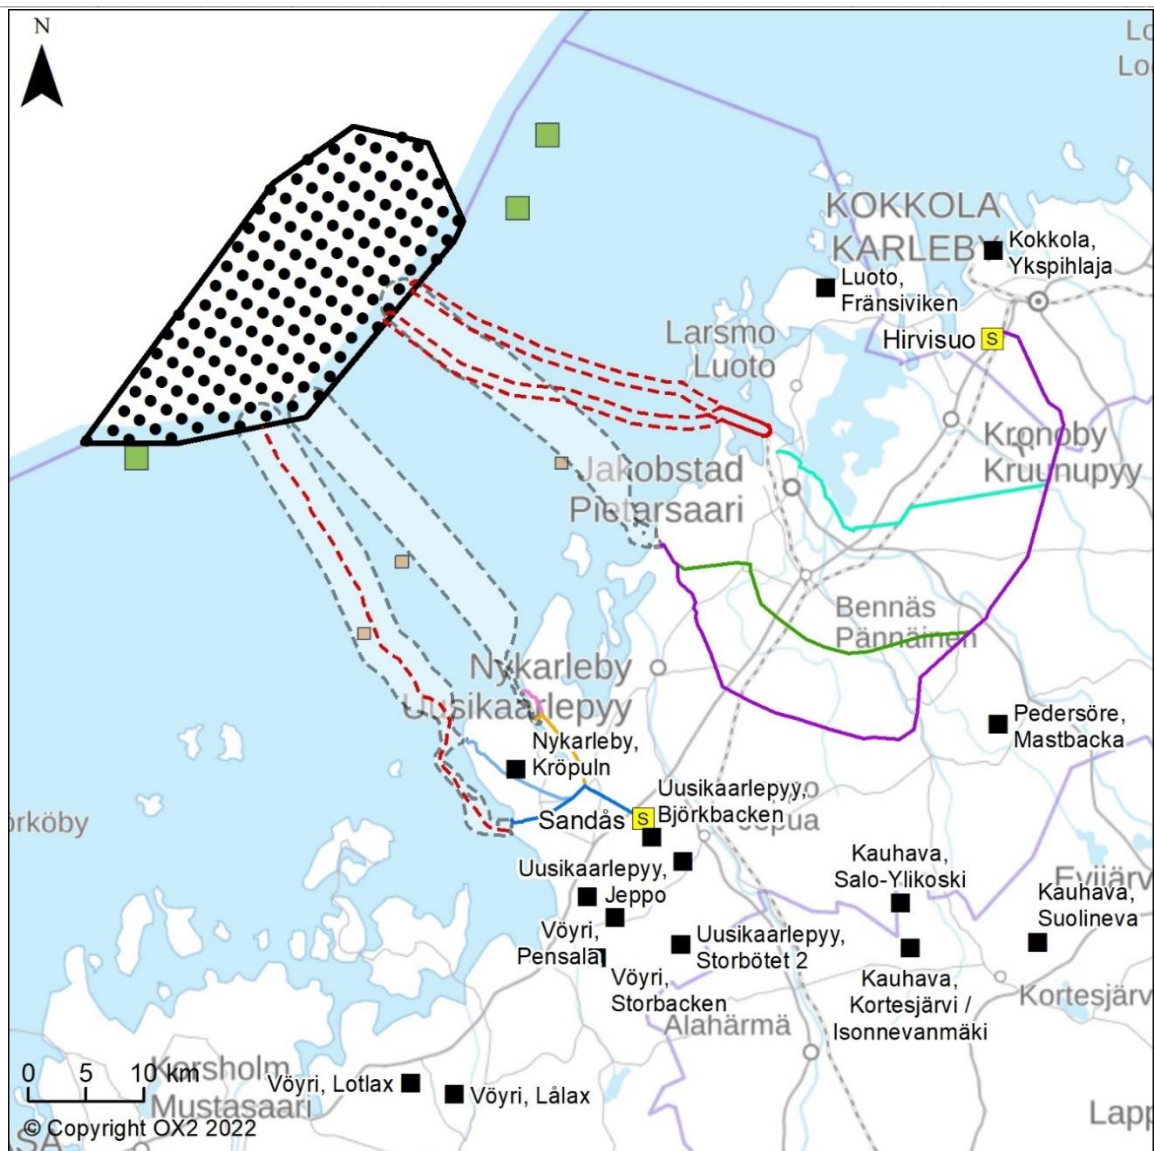 N
Lo
Lo
KOKKOLA
KARLEBY
Kokkola,
Ykspihlaja
Luoto,
Fränsiviken
Larsmo
Luoto
Hirvisuo
S
Kronoby
Kruunupyy
Jakobstad
Pietarsaari
Bennäs
Pännäinen
Nykarleby
Uusikaarlepyy
Pedersöre,
Mastbacka
Nykarleby,
Kröpuln
Uusikaarlepyy,
Björkbacken
Sandås
S
örköby
Jepua
Kauhava,
Salo-Ylikoski
Evijärv
Kauhava,
Suolineva
Uusikaarlepyy,
Jeppo
Vöyri,
Pensala
Uusikaarlepyy,
Storbötet 2
Vöyri,
Storbacken
Kauhava,
Kortesjärvi /
Isonnevanmäki
Kortesjärv
Alahärmä
0 5 10 km
Korsholm
Mustasaari
Vöyri, Lotlax
Vöyri, Lålax
Lapp
© Copyright OX2 2022
ASA